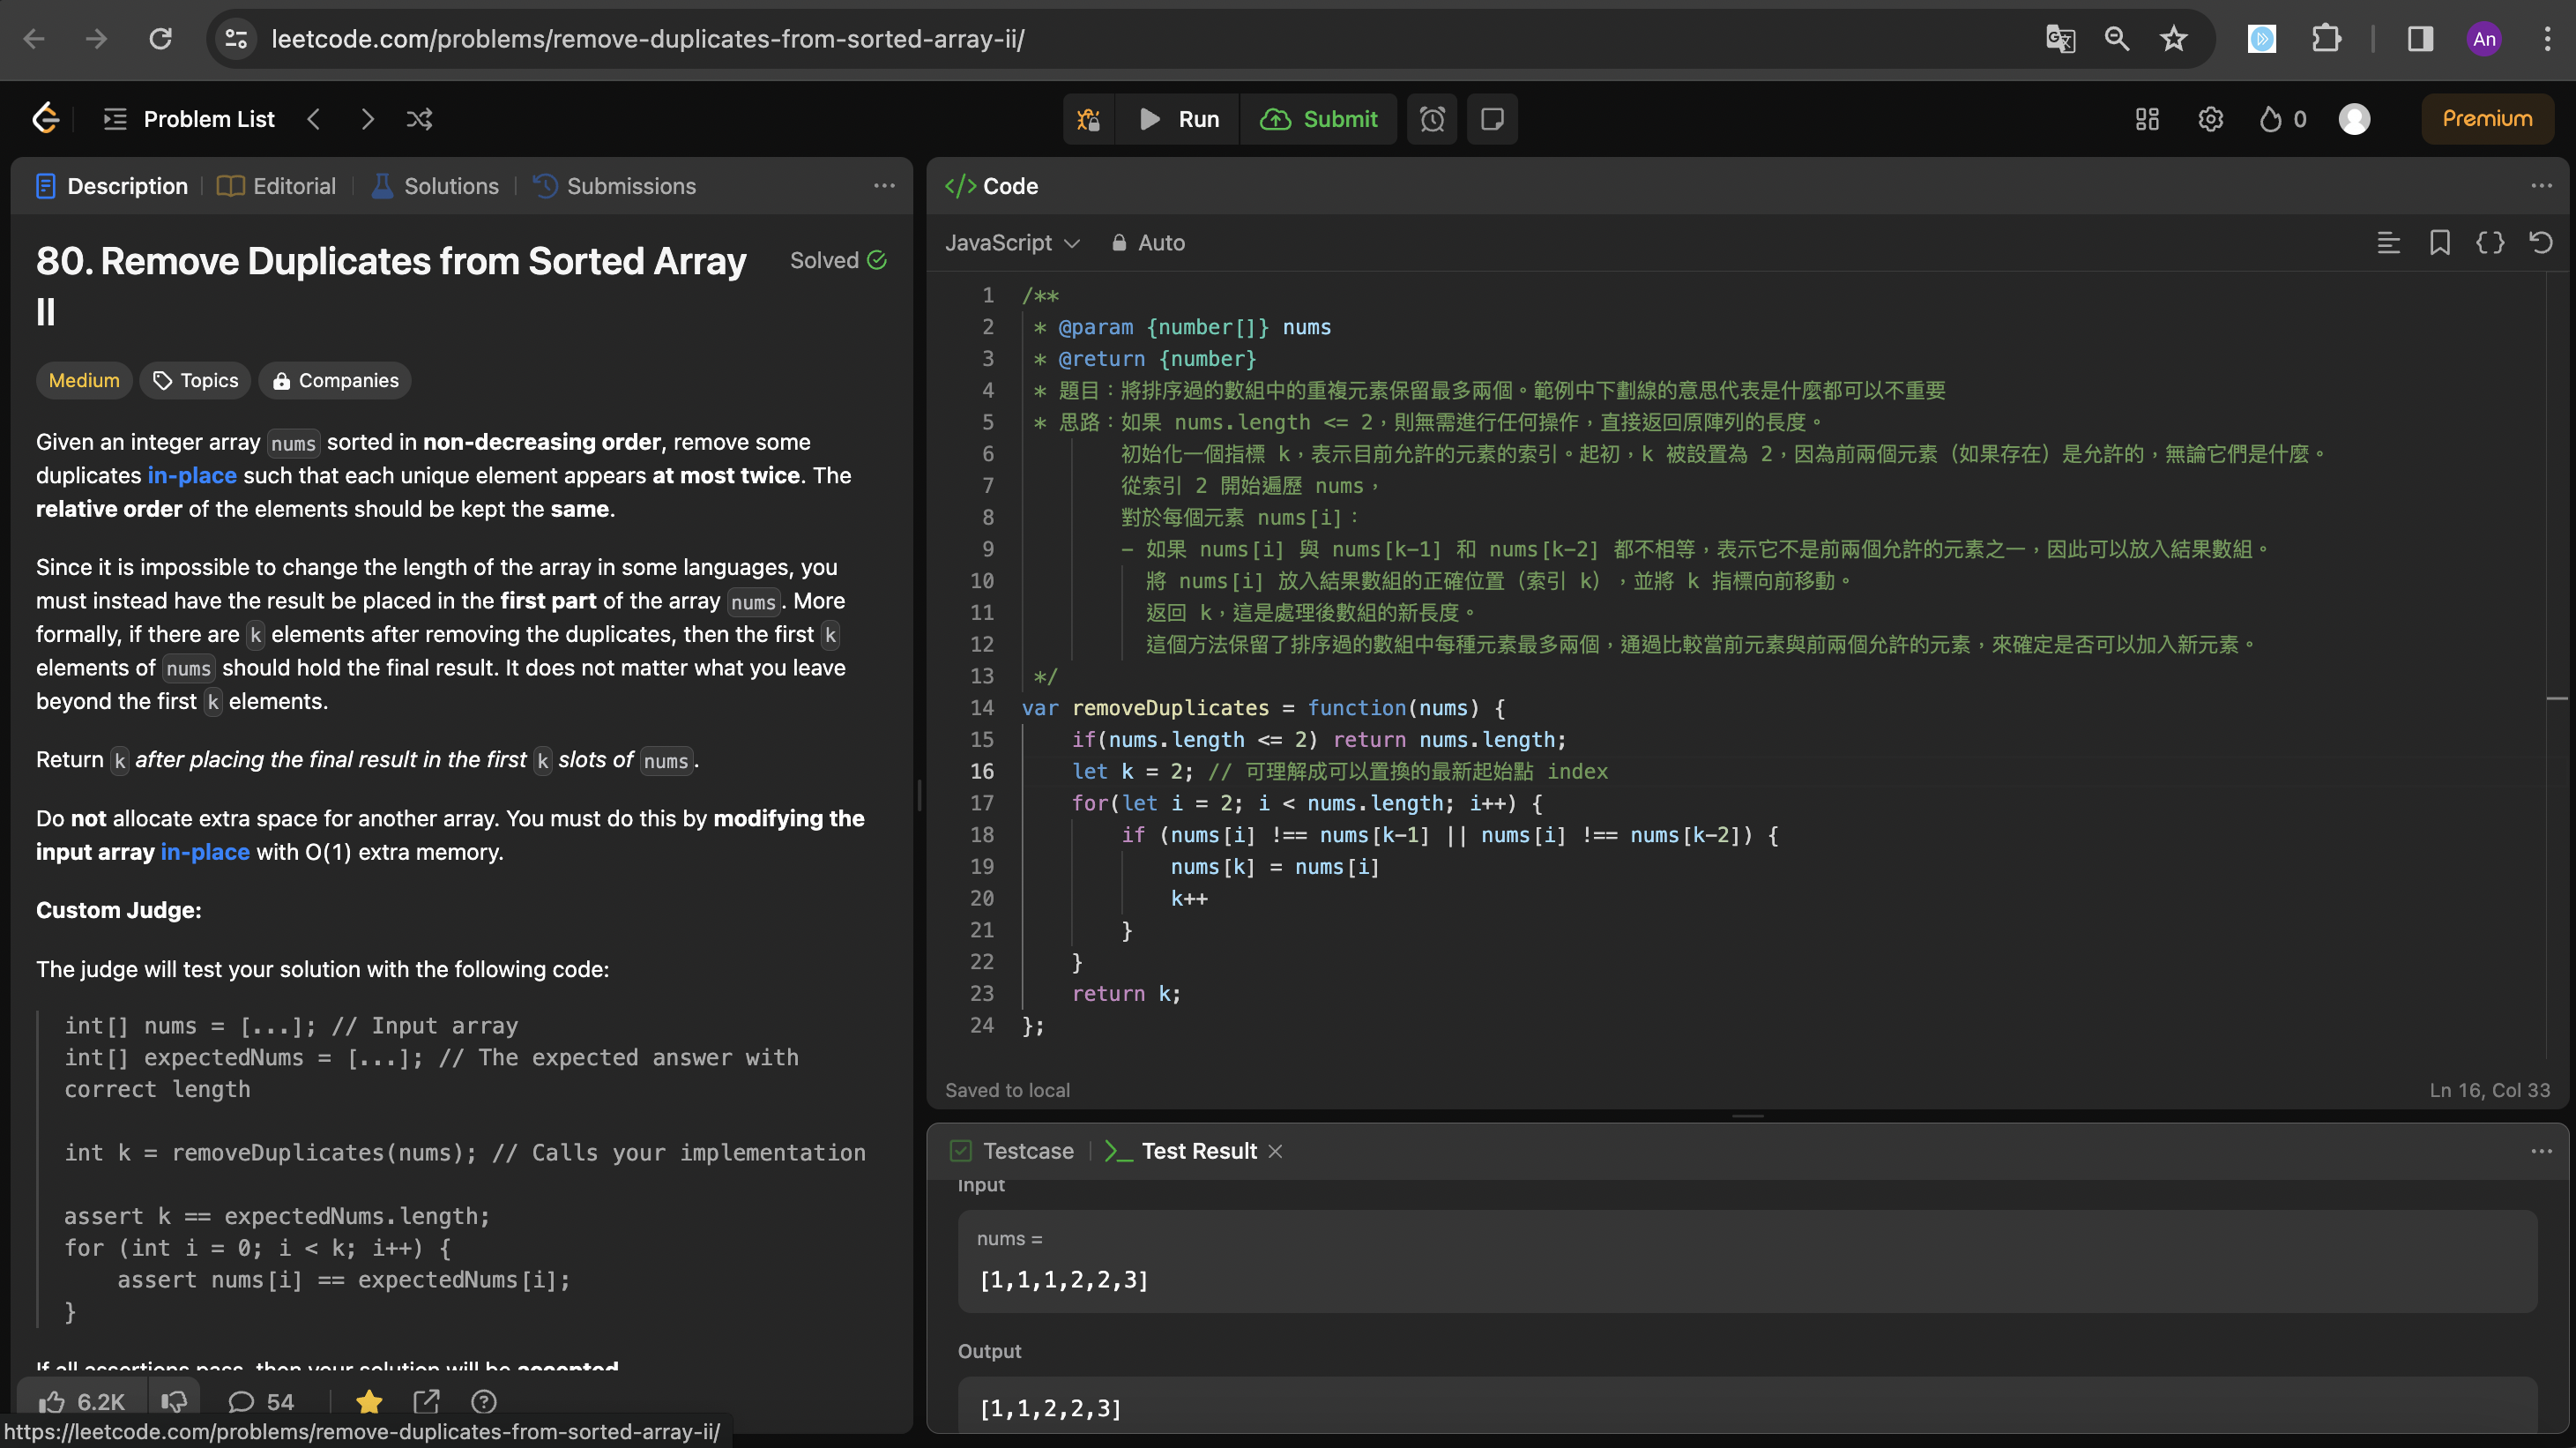 leetcode.com/problems/remove-duplicates-from-sorted-array-ii/
An
Problem List
Run
Submit
0
Premium
Description
Editorial
Solutions
Submissions
80. Remove Duplicates from Sorted Array
II
Solved
Medium
Topics
Companies
Given an integer array nums sorted in non-decreasing order, remove some
duplicates in-place such that each unique element appears at most twice. The
relative order of the elements should be kept the same.
Since it is impossible to change the length of the array in some languages, you
must instead have the result be placed in the first part of the array nums. More
formally, if there are k elements after removing the duplicates, then the first k
elements of nums should hold the final result. It does not matter what you leave
beyond the first k elements.
Return k after placing the final result in the first k slots of nums.
Do not allocate extra space for another array. You must do this by modifying the
input array in-place with O(1) extra memory.
Custom Judge:
The judge will test your solution with the following code:
int[] nums = [...]; // Input array
int[] expectedNums = [...]; // The expected answer with
correct length
int k = removeDuplicates(nums); // Calls your implementation
assert k == expectedNums.length;
for (int i = 0; i < k; i++) {
    assert nums[i] == expectedNums[i];
}
If all assertions pass, then your solution will be accepted.
6.2K
54
https://leetcode.com/problems/remove-duplicates-from-sorted-array-ii/
</> Code
JavaScript
Auto
1 /**
2 * @param {number[]} nums
3 * @return {number}
4 * 題目：將排序過的數組中的重複元素保留最多兩個。範例中下劃線的意思代表是什麼都可以不重要
5 * 思路：如果 nums.length <= 2，則無需進行任何操作，直接返回原陣列的長度。
6 初始化一個指標 k，表示目前允許的元素的索引。起初，k 被設置為 2，因為前兩個元素（如果存在）是允許的，無論它們是什麼。
7 從索引 2 開始遍歷 nums，
8 對於每個元素 nums[i]：
9 - 如果 nums[i] 與 nums[k-1] 和 nums[k-2] 都不相等，表示它不是前兩個允許的元素之一，因此可以放入結果數組。
10 將 nums[i] 放入結果數組的正確位置（索引 k），並將 k 指標向前移動。
11 返回 k，這是處理後數組的新長度。
12 這個方法保留了排序過的數組中每種元素最多兩個，通過比較當前元素與前兩個允許的元素，來確定是否可以加入新元素。
13 */
14 var removeDuplicates = function(nums) {
15     if(nums.length <= 2) return nums.length;
16     let k = 2; // 可理解成可以置換的最新起始點 index
17     for(let i = 2; i < nums.length; i++) {
18         if (nums[i] !== nums[k-1] || nums[i] !== nums[k-2]) {
19             nums[k] = nums[i]
20             k++
21         }
22     }
23     return k;
24 };
Saved to local
Ln 16, Col 33
Testcase
Test Result
Input
nums =
[1,1,1,2,2,3]
Output
[1,1,2,2,3]